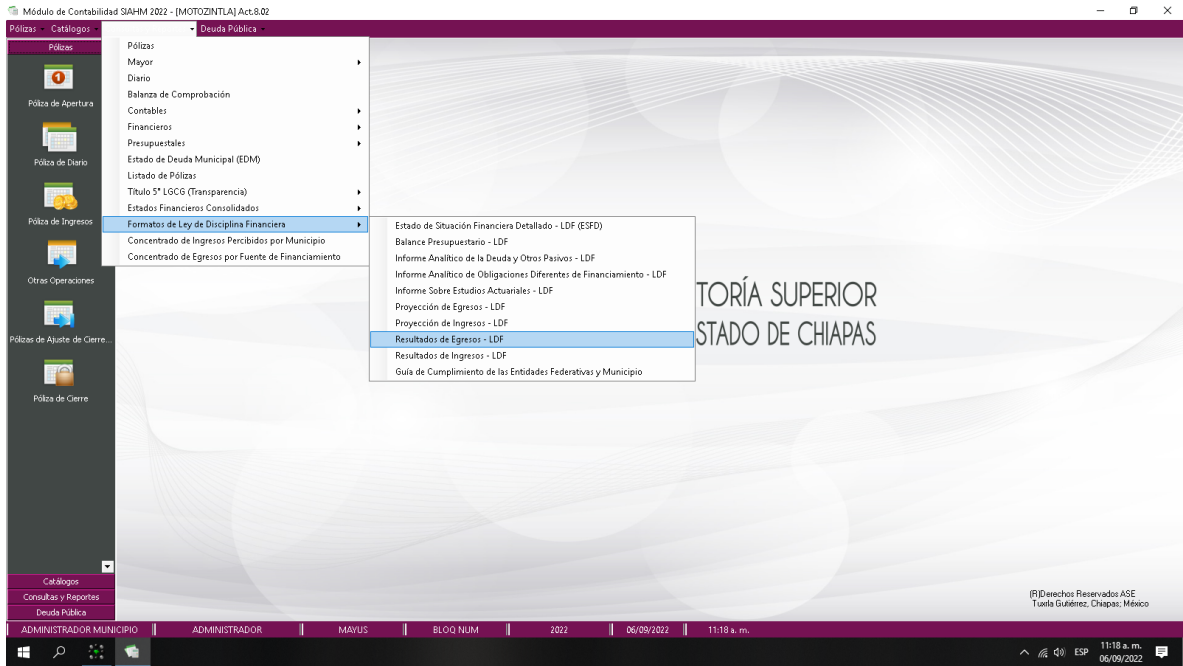 Módulo de Contabilidad SIAHM 2022 - [MOTOZINTLA] Act.8.02
Pólizas Catálogos Deuda Pública
Pólizas
Póliza de Apertura
Póliza de Diario
Póliza de Ingresos
Otras Operaciones
Pólizas de Ajuste de Cierre...
Póliza de Cierre
Catálogos
Consultas y Reportes
Deuda Pública
Pólizas
Mayor
Diario
Balanza de Comprobación
Contables
Financieros
Presupuestales
Estado de Deuda Municipal (EDM)
Listado de Pólizas
Título 5° LGCG (Transparencia)
Estados Financieros Consolidados
Formatos de Ley de Disciplina Financiera
Concentrado de Ingresos Percibidos por Municipio
Concentrado de Egresos por Fuente de Financiamiento
Estado de Situación Financiera Detallado - LDF (ESFD)
Balance Presupuestario - LDF
Informe Analítico de la Deuda y Otros Pasivos - LDF
Informe Analítico de Obligaciones Diferentes de Financiamiento - LDF
Informe Sobre Estudios Actuariales - LDF
Proyección de Egresos - LDF
Proyección de Ingresos - LDF
Resultados de Egresos - LDF
Resultados de Ingresos - LDF
Guía de Cumplimiento de las Entidades Federativas y Municipio
TORÍA SUPERIOR
STADO DE CHIAPAS
(R)Derechos Reservados ASE
Tuxtla Gutiérrez, Chiapas; México
ADMINISTRADOR MUNICIPIO ADMINISTRADOR MAYUS BLOQ NUM 2022 06/09/2022 11:18 a. m.
ESP 11:18 a. m.
06/09/2022